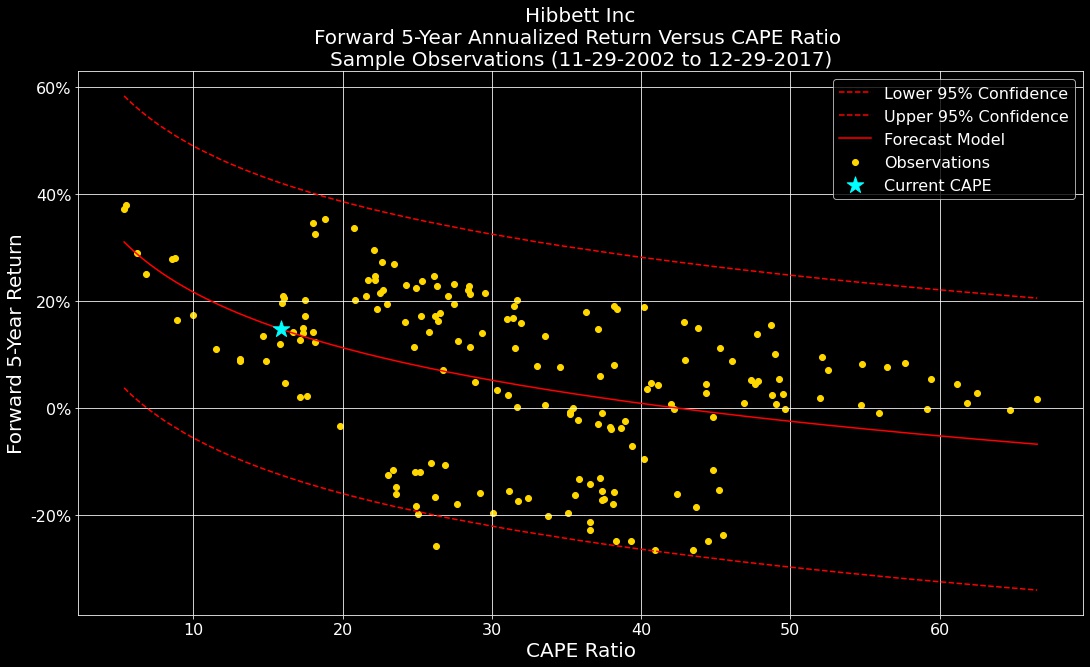 Hibbett Inc
Forward 5-Year Annualized Return Versus CAPE Ratio
Sample Observations (11-29-2002 to 12-29-2017)
Lower 95% Confidence
Upper 95% Confidence
Forecast Model
Observations
Current CAPE
Forward 5-Year Return
60%
40%
20%
0%
-20%
10
20
30
40
50
60
CAPE Ratio